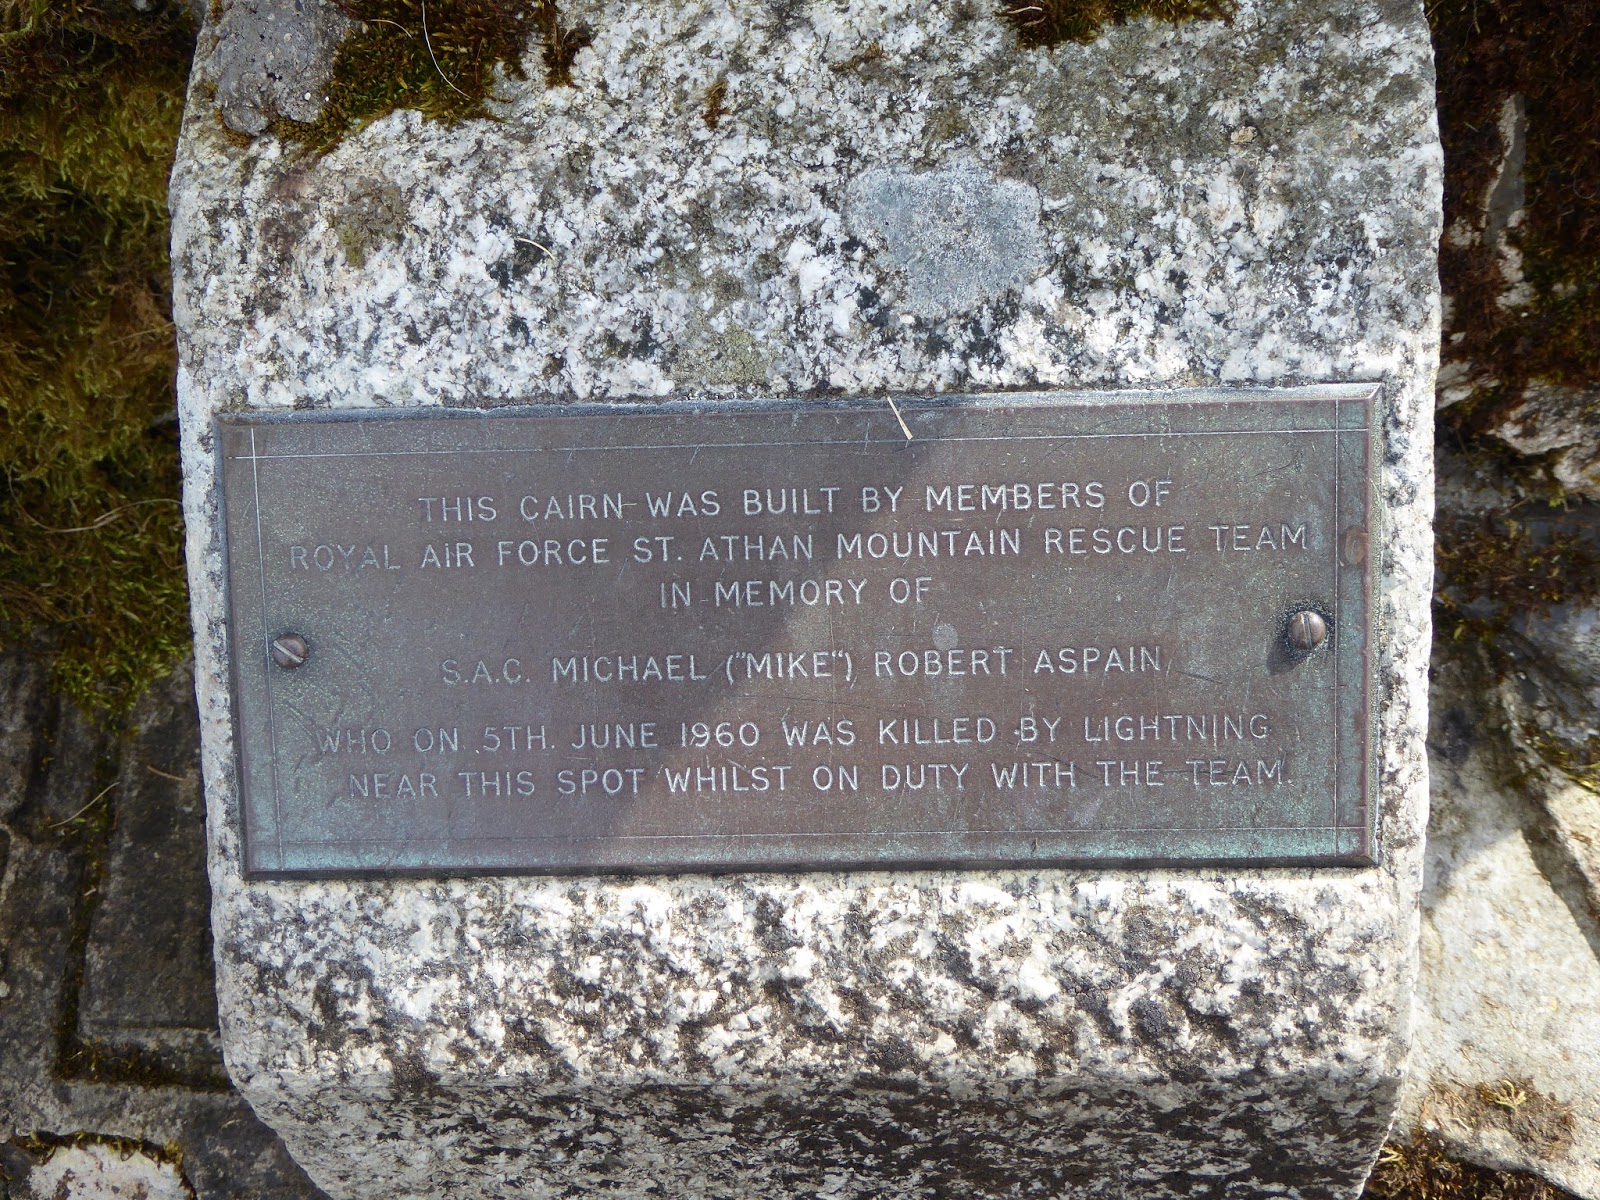 THIS CAIRN WAS BUILT BY MEMBERS OF
ROYAL AIR FORCE ST. ATHAN MOUNTAIN RESCUE TEAM
IN MEMORY OF
S.A.C. MICHAEL ("MIKE") ROBERT ASPAIN
WHO ON 5TH. JUNE 1960 WAS KILLED BY LIGHTNING
NEAR THIS SPOT WHILST ON DUTY WITH THE TEAM.